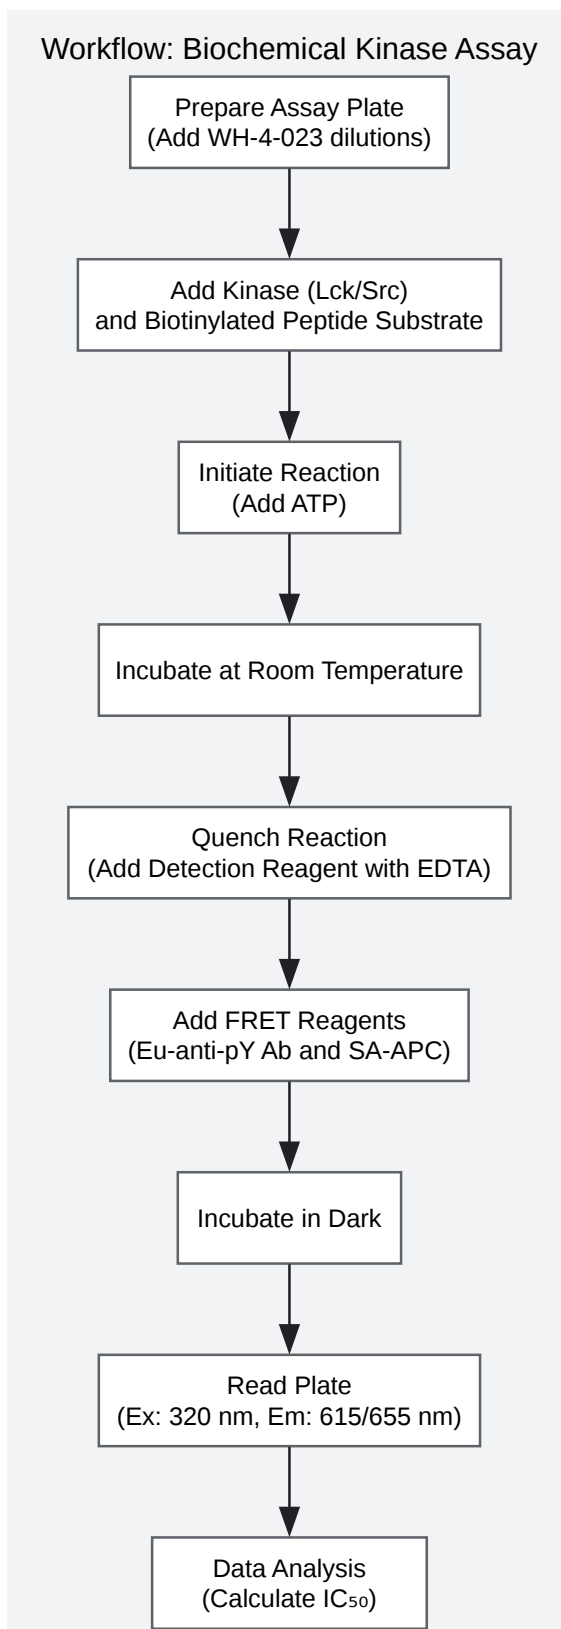 Workflow: Biochemical Kinase Assay
Prepare Assay Plate
(Add WH-4-023 dilutions)
Add Kinase (Lck/Src)
and Biotinylated Peptide Substrate
Initiate Reaction
(Add ATP)
Incubate at Room Temperature
Quench Reaction
(Add Detection Reagent with EDTA)
Add FRET Reagents
(Eu-anti-pY Ab and SA-APC)
Incubate in Dark
Read Plate
(Ex: 320 nm, Em: 615/655 nm)
Data Analysis
(Calculate IC₅₀)